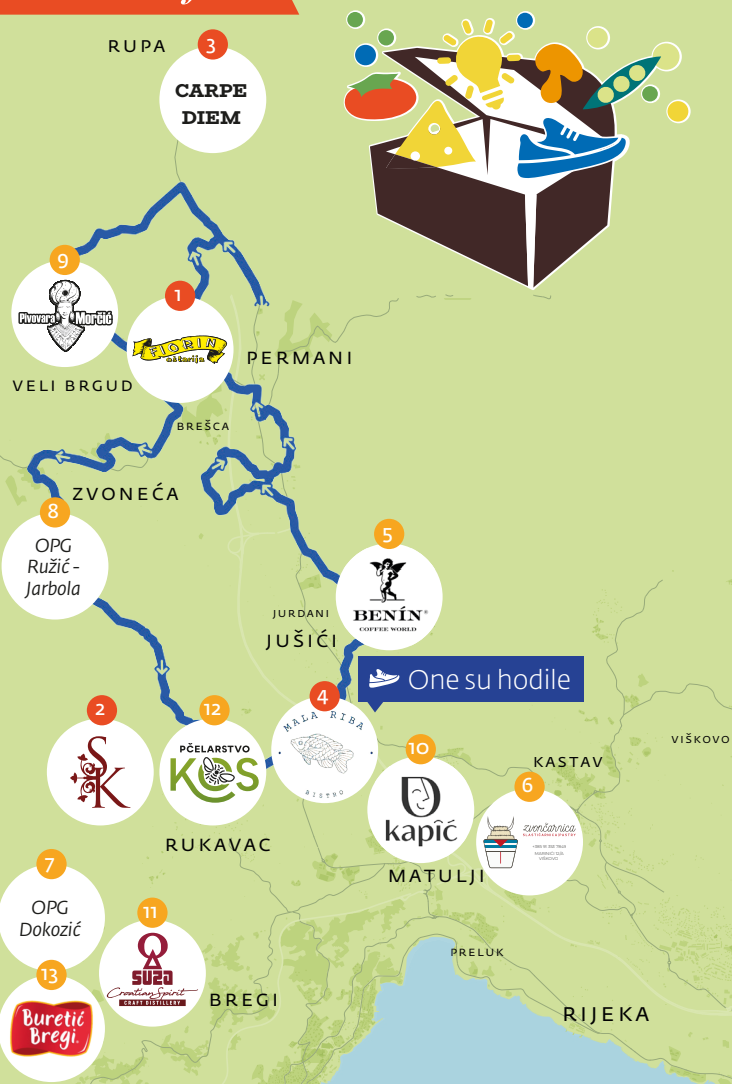 RUPA
3
CARPE
DIEM
9
Pivovara Morčić
VELI BRGUD
1
FIORIN
oštarija
PERMANI
BREŠCA
ZVONEĆA
8
OPG
Ružić -
Jarbola
5
BENÍN®
COFFEE WORLD
JURDANI
JUŠIĆI
One su hodile
4
MALA RIBA
BISTRO
2
SK
12
PČELARSTVO
KOS
RUKAVAC
10
kapîć
MATULJI
KASTAV
VIŠKOVO
6
zvončarnica
VIŠKOVO
7
OPG
Dokozić
13
Buretić
Bregi.
11
SUZA
Croatian Spirit
CRAFT DISTILLERY
BREGI
PRELUK
RIJEKA